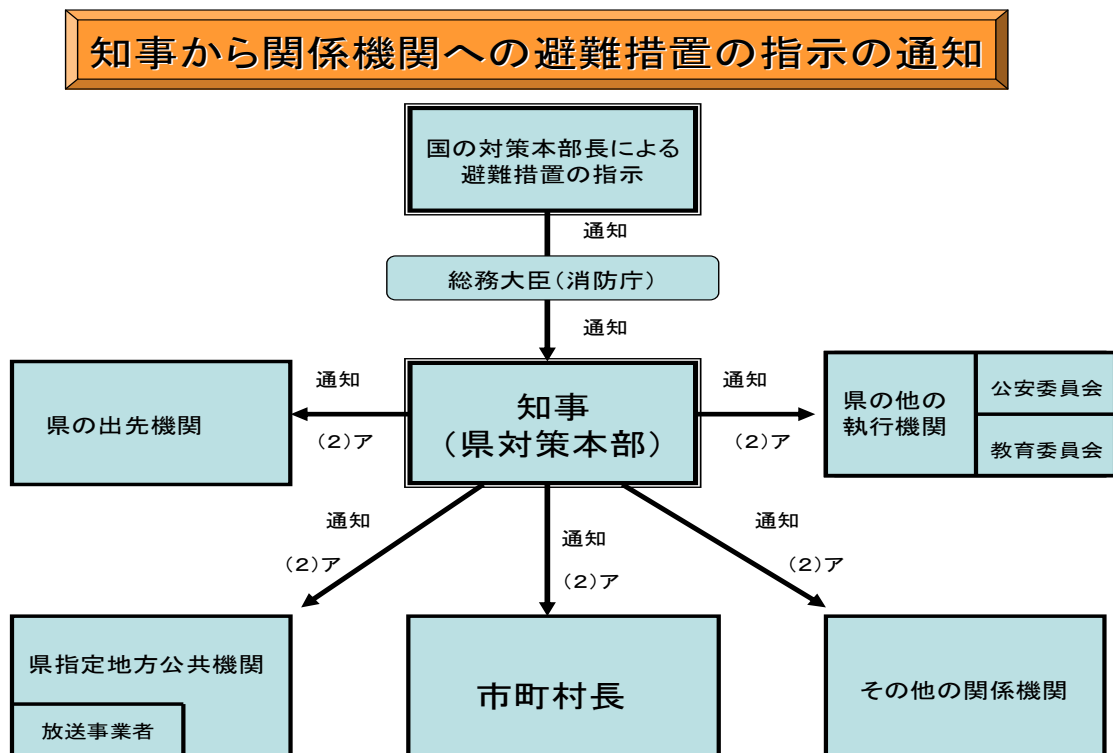 知事から関係機関への避難措置の指示の通知
国の対策本部長による
避難措置の指示
通知
総務大臣（消防庁）
通知
通知
(2)ア
県の出先機関
知事
（県対策本部）
通知
(2)ア
県の他の
執行機関
公安委員会
教育委員会
通知
(2)ア
通知
(2)ア
通知
(2)ア
県指定地方公共機関
放送事業者
市町村長
その他の関係機関